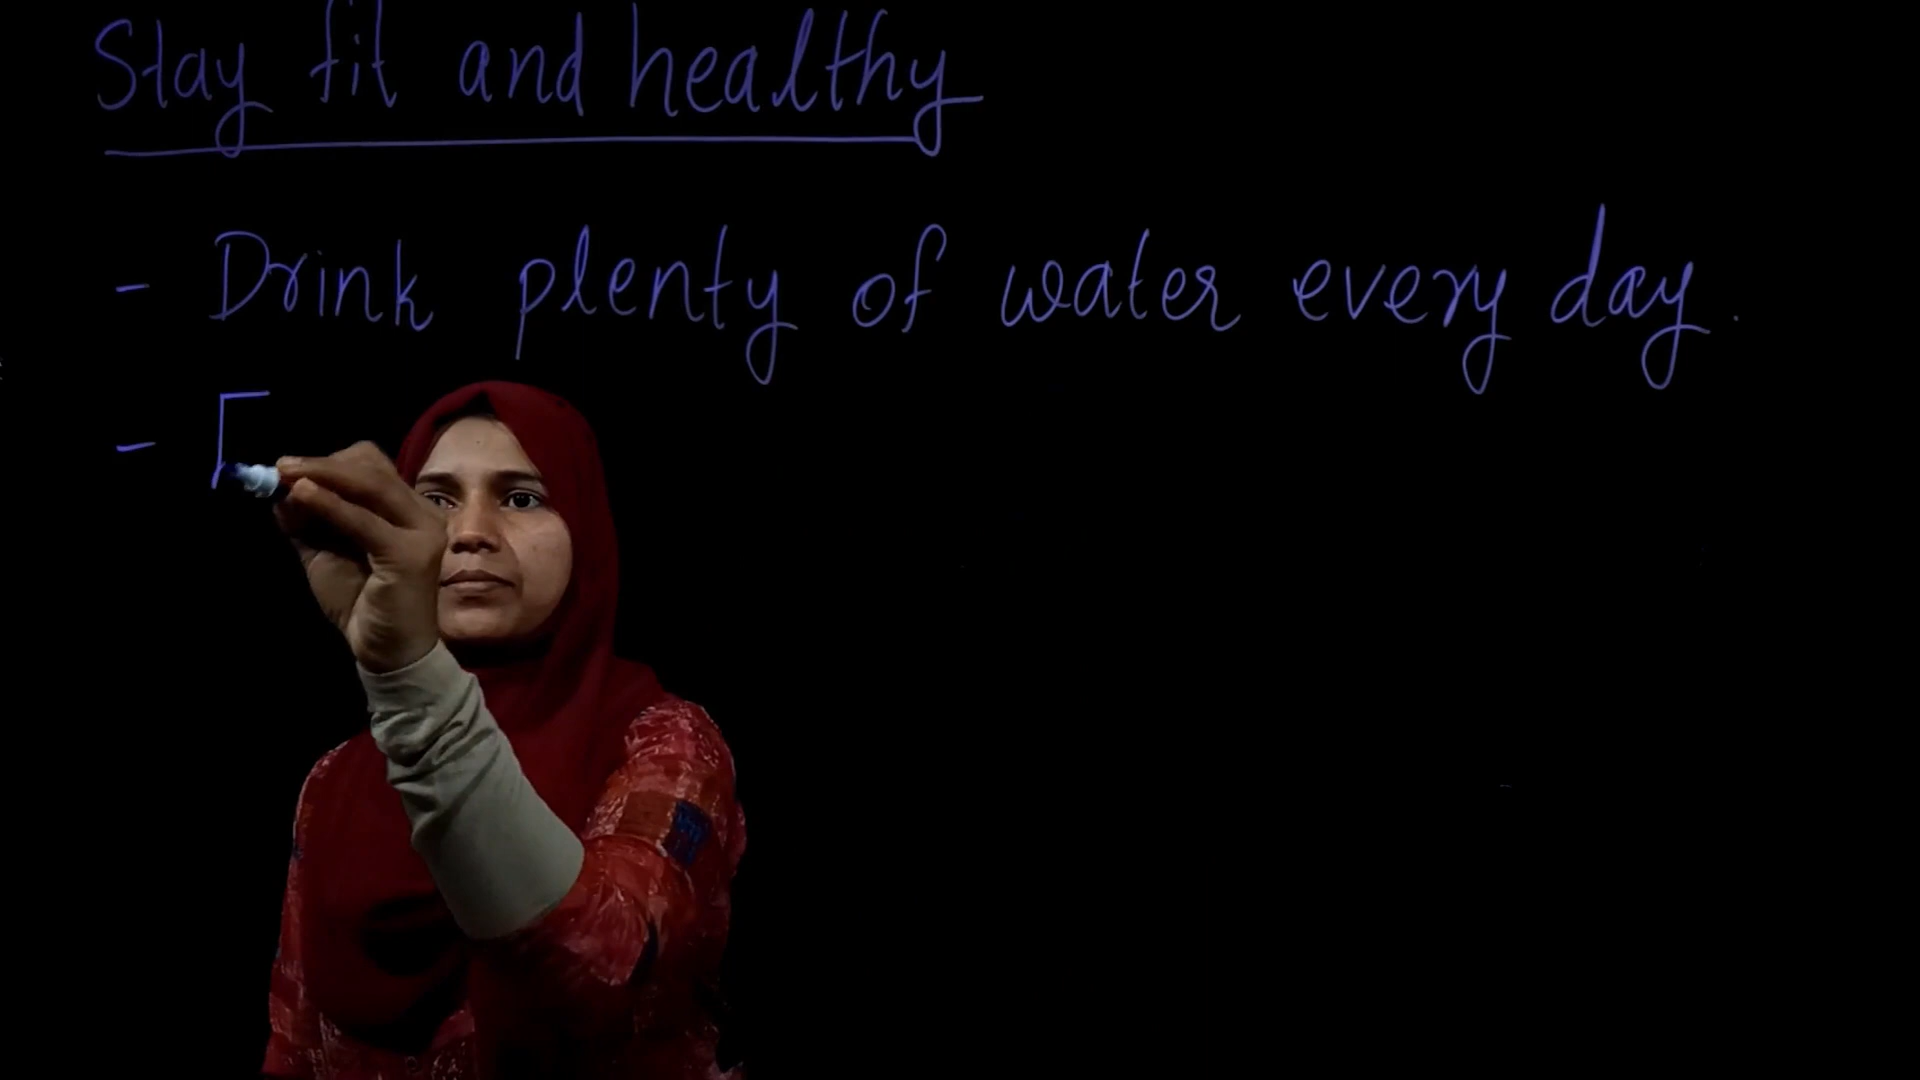 Stay fit and healthy
- Drink plenty of water every day.
-